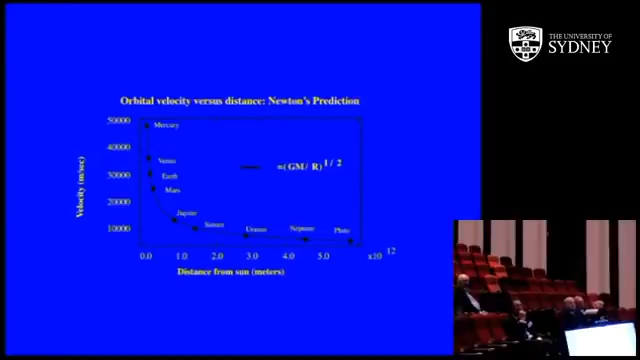 THE UNIVERSITY OF
SYDNEY
Orbital velocity versus distance: Newton's Prediction
50000
Mercury
40000
Venus
=(GM/ R)^1/2
30000
Earth
Mars
20000
Jupiter
Saturn
Uranus
Neptune
Pluto
10000
Velocity (m/sec)
0.0 1.0 2.0 3.0 4.0 5.0 x10^12
Distance from sun (meters)